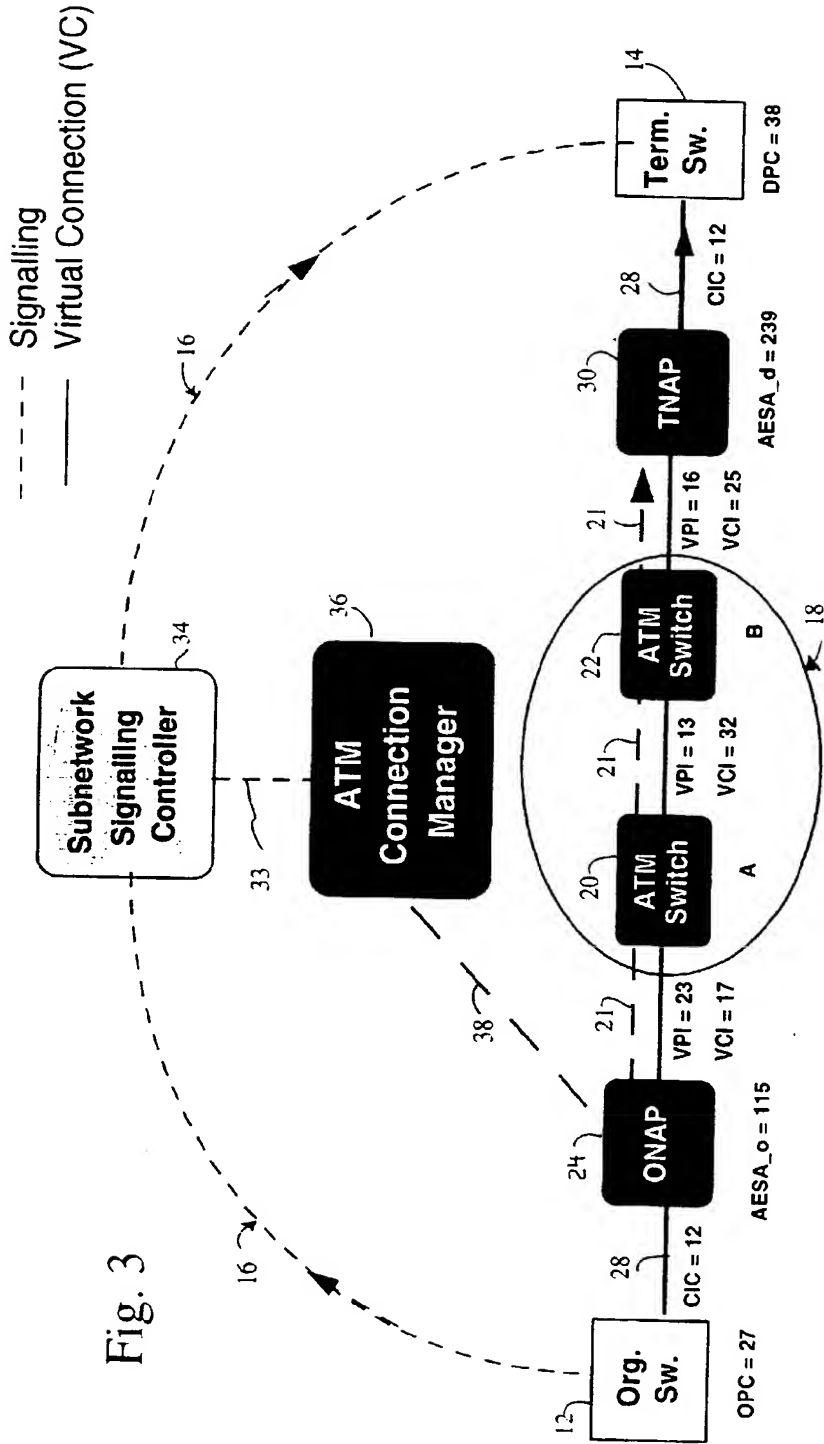 Signalling
Virtual Connection (VC)
Fig. 3
16
16
Subnetwork
Signalling
Controller
34
33
ATM
Connection
Manager
36
38
12
Org.
Sw.
OPC = 27
28
CIC = 12
24
ONAP
AESA_o = 115
21
VPI = 23
VCI = 17
20
ATM
Switch
A
21
VPI = 13
VCI = 32
22
ATM
Switch
B
18
21
VPI = 16
VCI = 25
30
TNAP
AESA_d = 239
28
CIC = 12
14
Term.
Sw.
DPC = 38